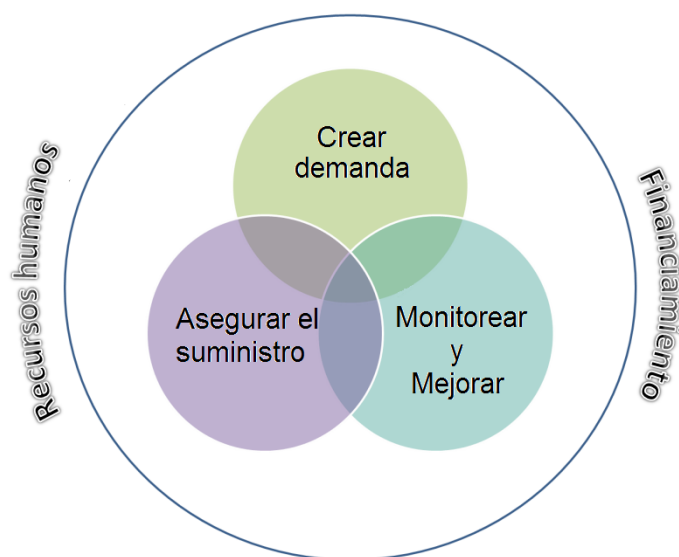 Crear
demanda
Recursos humanos
Financiamiento
Asegurar el
suministro
Monitorear
y
Mejorar